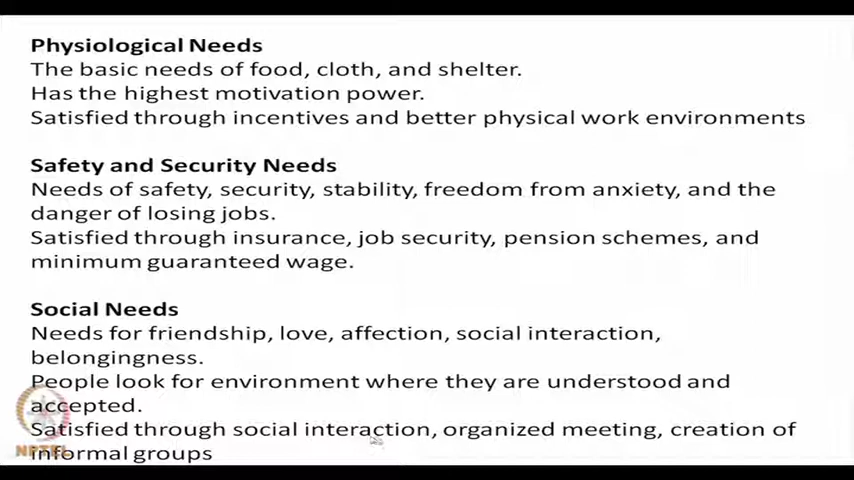 Physiological Needs
The basic needs of food, cloth, and shelter.
Has the highest motivation power.
Satisfied through incentives and better physical work environments
Safety and Security Needs
Needs of safety, security, stability, freedom from anxiety, and the
danger of losing jobs.
Satisfied through insurance, job security, pension schemes, and
minimum guaranteed wage.
Social Needs
Needs for friendship, love, affection, social interaction,
belongingness.
People look for environment where they are understood and
accepted.
Satisfied through social interaction, organized meeting, creation of
informal groups
NPTEL